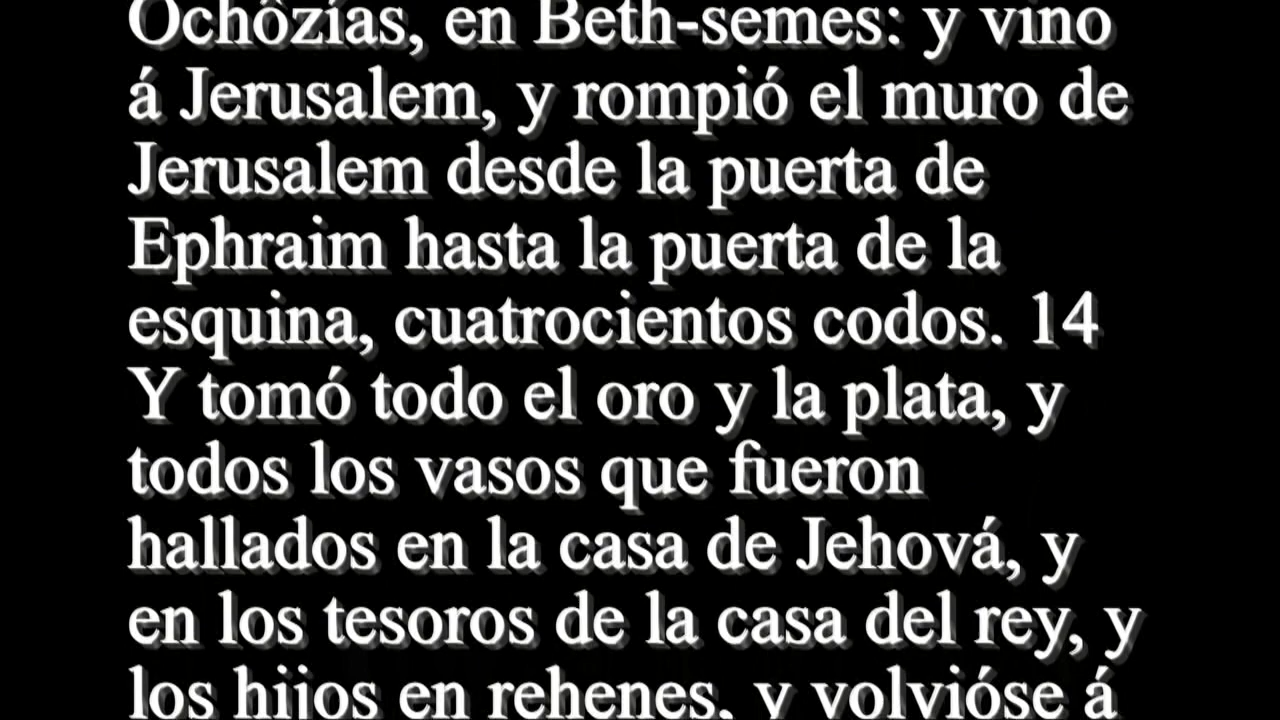 Ochôzías, en Beth-semes: y vino
á Jerusalem, y rompió el muro de
Jerusalem desde la puerta de
Ephraim hasta la puerta de la
esquina, cuatrocientos codos. 14
Y tomó todo el oro y la plata, y
todos los vasos que fueron
hallados en la casa de Jehová, y
en los tesoros de la casa del rey, y
los hijos en rehenes, y volvióse á